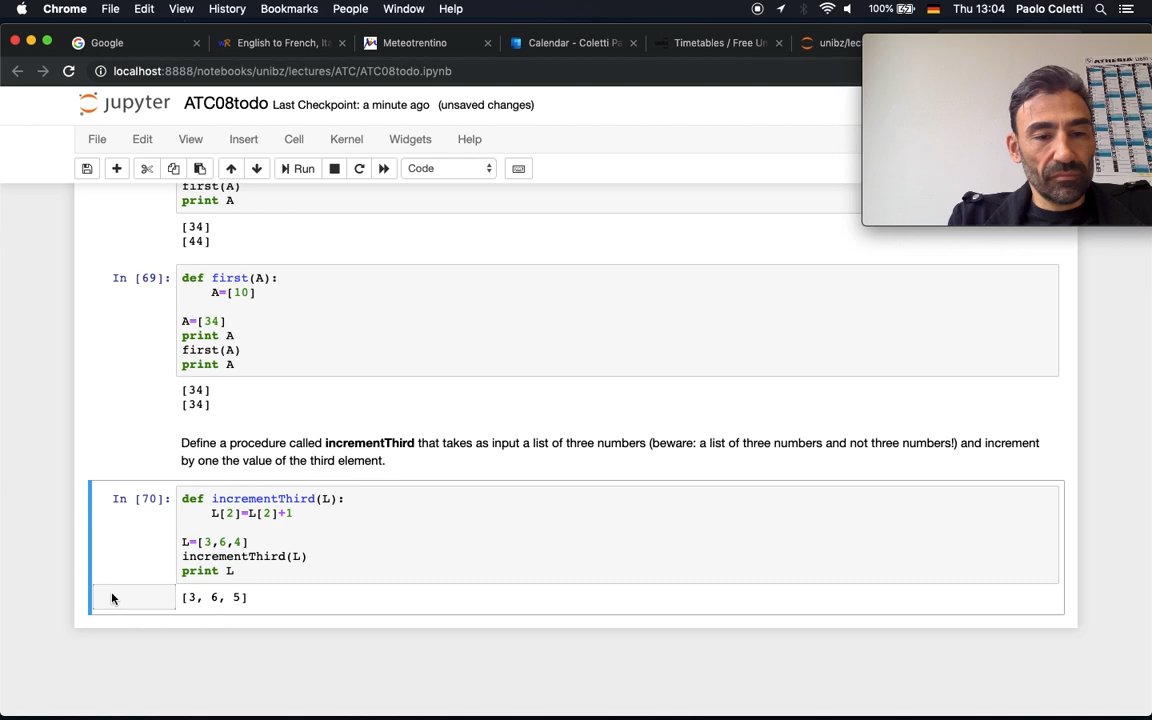 Chrome File Edit View History Bookmarks People Window Help 100% Thu 13:04 Paolo Coletti
Google English to French, Ita Meteotrentino Calendar - Coletti Pa Timetables / Free Un unibz/lec
localhost:8888/notebooks/unibz/lectures/ATC/ATC08todo.ipynb
ATHESIA
jupyter ATC08todo Last Checkpoint: a minute ago (unsaved changes)
File Edit View Insert Cell Kernel Widgets Help
Run Code
first(A)
print A
[34]
[44]
In [69]: def first(A):
A=[10]
A=[34]
print A
first(A)
print A
[34]
[34]
Define a procedure called incrementThird that takes as input a list of three numbers (beware: a list of three numbers and not three numbers!) and increment
by one the value of the third element.
In [70]: def incrementThird(L):
L[2]=L[2]+1
L=[3,6,4]
incrementThird(L)
print L
[3, 6, 5]